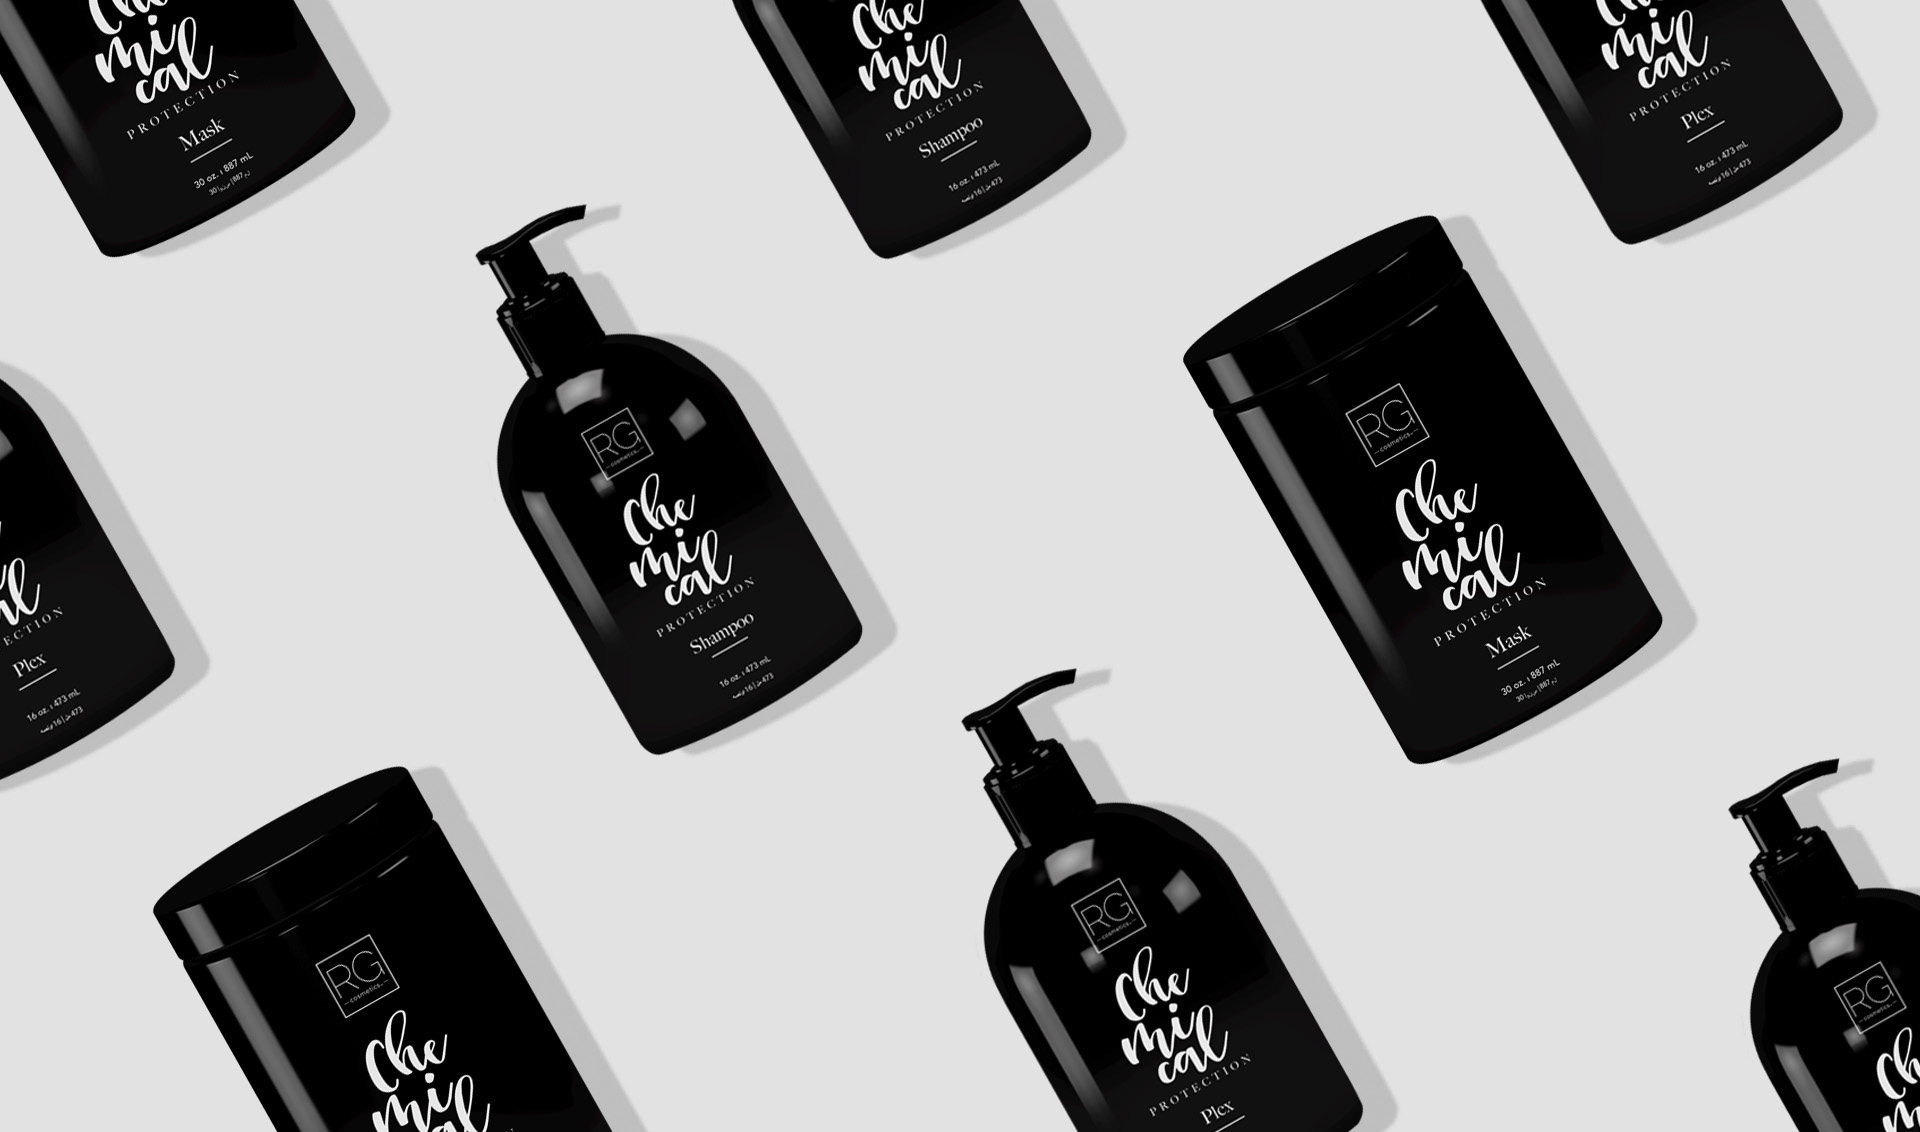 Che
mi
cal
PROTECTION
Mask
30 oz. ı 887 mL
Che
mi
cal
PROTECTION
Shampoo
16 oz. ı 473 mL
Che
mi
cal
PROTECTION
Plex
16 oz. ı 473 mL
RG
cosmetics
Che
mi
cal
PROTECTION
Shampoo
16 oz. ı 473 mL
RG
cosmetics
Che
mi
cal
PROTECTION
Mask
30 oz. ı 887 mL
Plex
16 oz. ı 473 mL
RG
cosmetics
Che
mi
cal
RG
cosmetics
Che
mi
cal
PROTECTION
Plex
RG
cosmetics